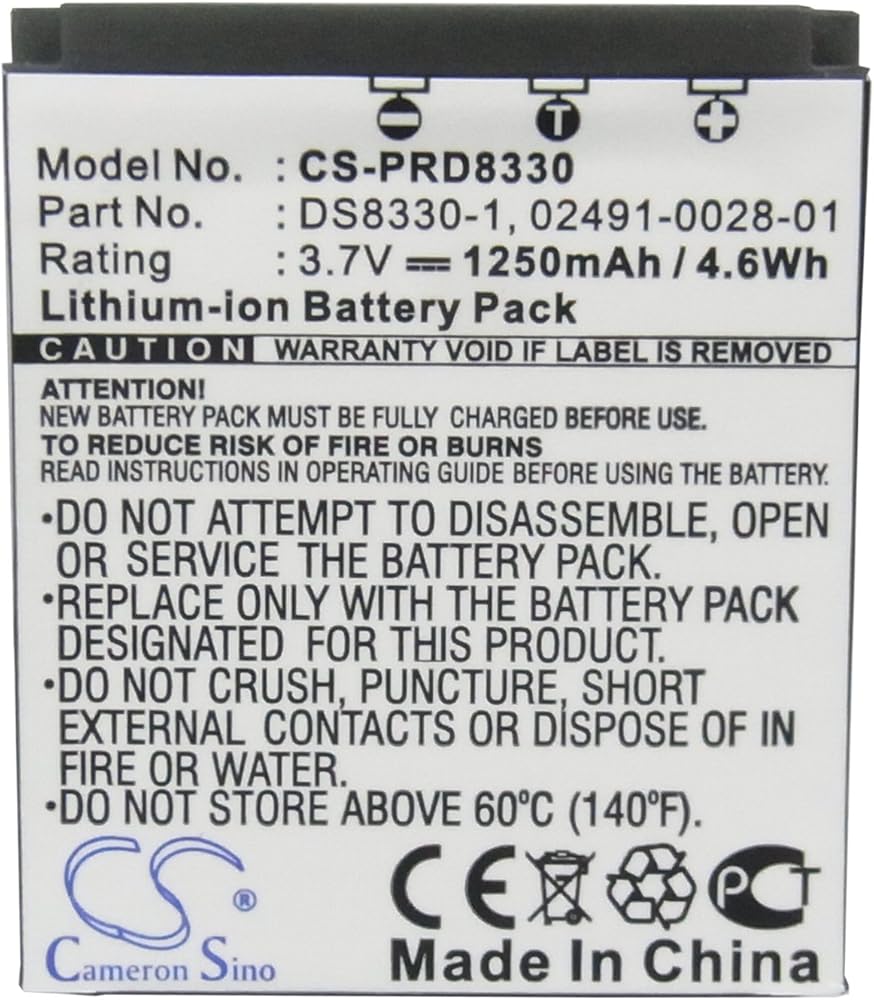 T
Model No. : CS-PRD8330
Part No. : DS8330-1, 02491-0028-01
Rating : 3.7V 1250mAh / 4.6Wh
Lithium-ion Battery Pack
CAUTION WARRANTY VOID IF LABEL IS REMOVED
ATTENTION!
NEW BATTERY PACK MUST BE FULLY CHARGED BEFORE USE.
TO REDUCE RISK OF FIRE OR BURNS
READ INSTRUCTIONS IN OPERATING GUIDE BEFORE USING THE BATTERY.
•DO NOT ATTEMPT TO DISASSEMBLE, OPEN
OR SERVICE THE BATTERY PACK.
•REPLACE ONLY WITH THE BATTERY PACK
DESIGNATED FOR THIS PRODUCT.
•DO NOT CRUSH, PUNCTURE, SHORT
EXTERNAL CONTACTS OR DISPOSE OF IN
FIRE OR WATER.
•DO NOT STORE ABOVE 60ºC (140ºF).
CS ®
Cameron Sino
CE PCT
Made In China